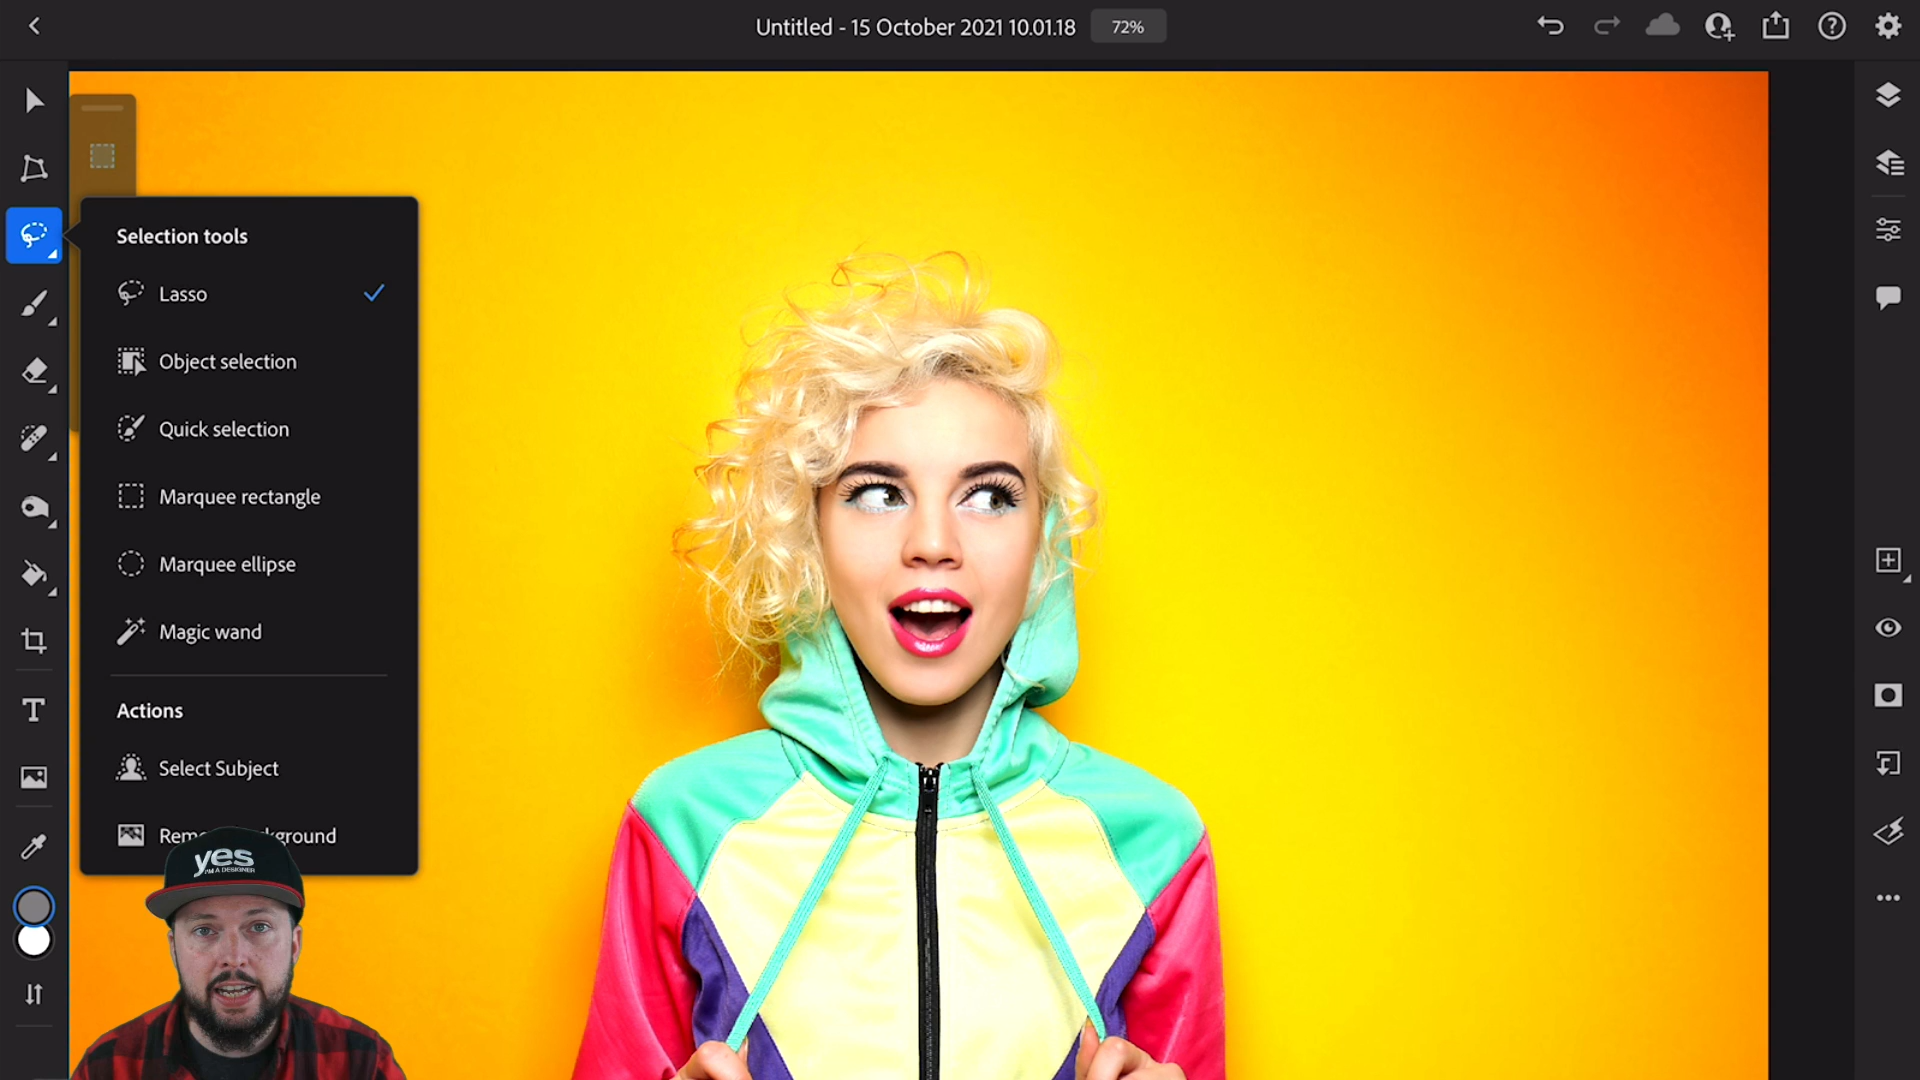 Untitled - 15 October 2021 10.01.18
72%
Selection tools
Lasso
Object selection
Quick selection
Marquee rectangle
Marquee ellipse
Magic wand
Actions
Select Subject
yes
I'M A DESIGNER